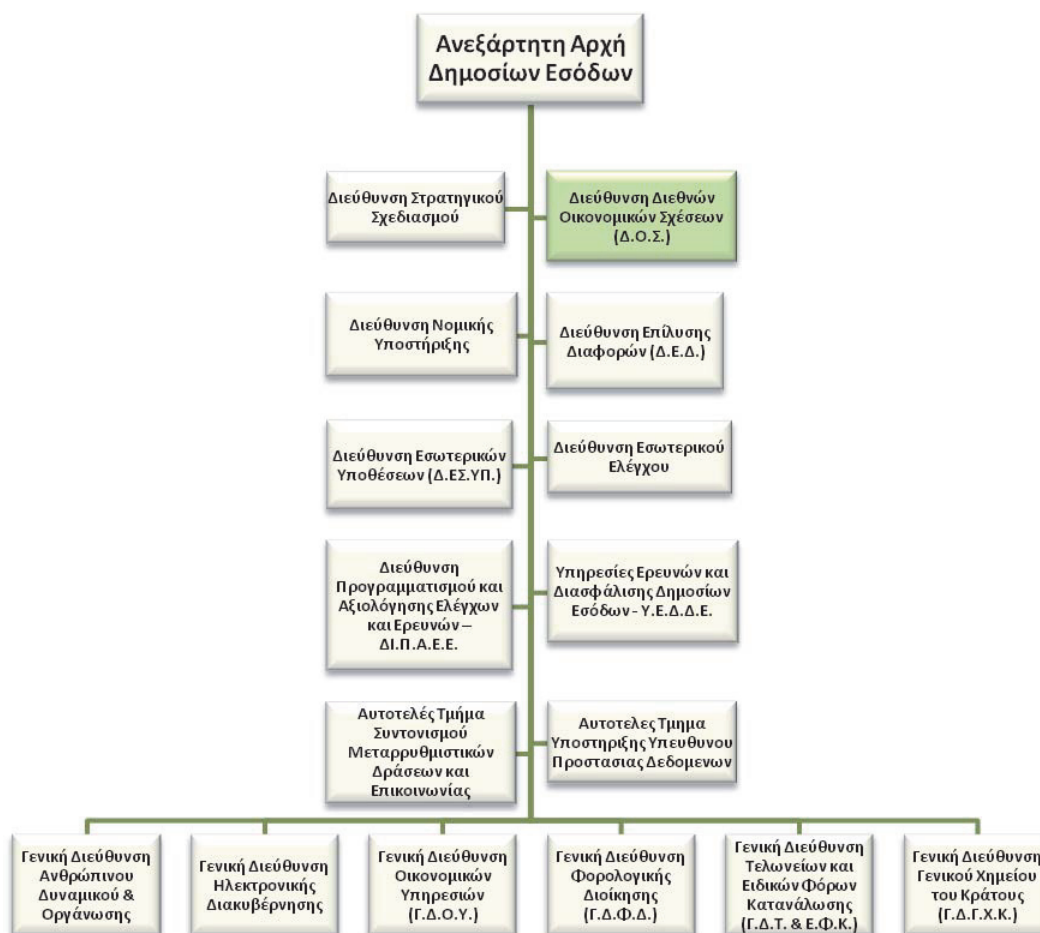 Ανεξάρτητη Αρχή
Δημοσίων Εσόδων
Διεύθυνση Στρατηγικού
Σχεδιασμού
Διεύθυνση Διεθνών
Οικονομικών Σχέσεων
(Δ.Ο.Σ.)
Διεύθυνση Νομικής
Υποστήριξης
Διεύθυνση Επίλυσης
Διαφορών (Δ.Ε.Δ.)
Διεύθυνση Εσωτερικών
Υποθέσεων (Δ.ΕΣ.ΥΠ.)
Διεύθυνση Εσωτερικού
Ελέγχου
Διεύθυνση
Προγραμματισμού και
Αξιολόγησης Ελέγχων
και Ερευνών –
ΔΙ.Π.Α.Ε.Ε.
Υπηρεσίες Ερευνών και
Διασφάλισης Δημοσίων
Εσόδων - Υ.Ε.Δ.Δ.Ε.
Αυτοτελές Τμήμα
Συντονισμού
Μεταρρυθμιστικών
Δράσεων και
Επικοινωνίας
Αυτοτελες Τμημα
Υποστηριξης Υπευθυνου
Προστασιας Δεδομενων
Γενική Διεύθυνση
Ανθρώπινου
Δυναμικού &
Οργάνωσης
Γενική Διεύθυνση
Ηλεκτρονικής
Διακυβέρνησης
Γενική Διεύθυνση
Οικονομικών
Υπηρεσιών
(Γ.Δ.Ο.Υ.)
Γενική Διεύθυνση
Φορολογικής
Διοίκησης
(Γ.Δ.Φ.Δ.)
Γενική Διεύθυνση
Τελωνείων και
Ειδικών Φόρων
Κατανάλωσης
(Γ.Δ.Τ. & Ε.Φ.Κ.)
Γενική Διεύθυνση
Γενικού Χημείου
του Κράτους
(Γ.Δ.Γ.Χ.Κ.)